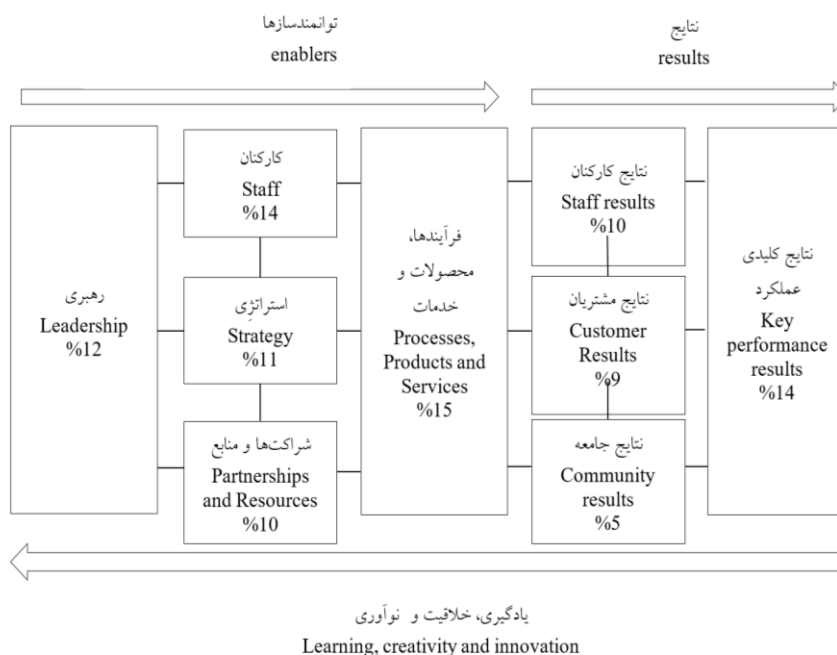 توانمندسازها
enablers
نتایج
results
رهبری
Leadership
%12
کارکنان
Staff
%14
استراتژِی
Strategy
%11
شراکت‌ها و منابع
Partnerships
and Resources
%10
فرآیندها،
محصولات و
خدمات
Processes,
Products and
Services
%15
نتایج کارکنان
Staff results
%10
نتایج مشتریان
Customer
Results
%9
نتایج جامعه
Community
results
%5
نتایج کلیدی
عملکرد
Key
performance
results
%14
یادگیری، خلاقیت و نوآوری
Learning, creativity and innovation